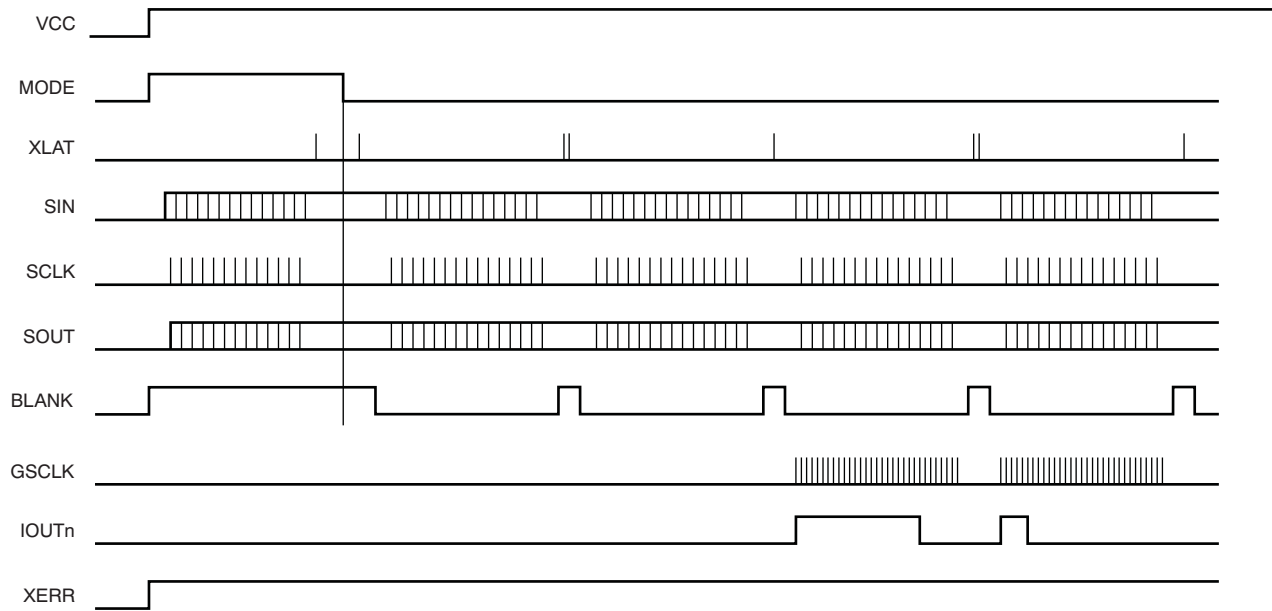 VCC
MODE
XLAT
SIN
SCLK
SOUT
BLANK
GSCLK
IOUTn
XERR